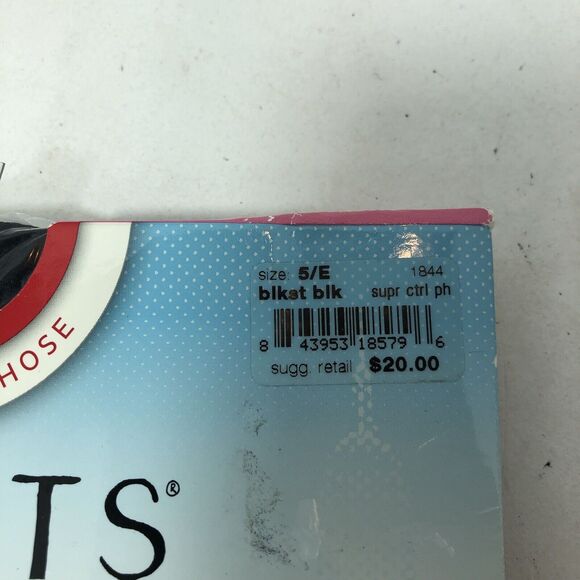 size: 5/E 1844
blkst blk supr ctrl ph
8 43953 18579 6
sugg. retail $20.00
HOSE
TS®